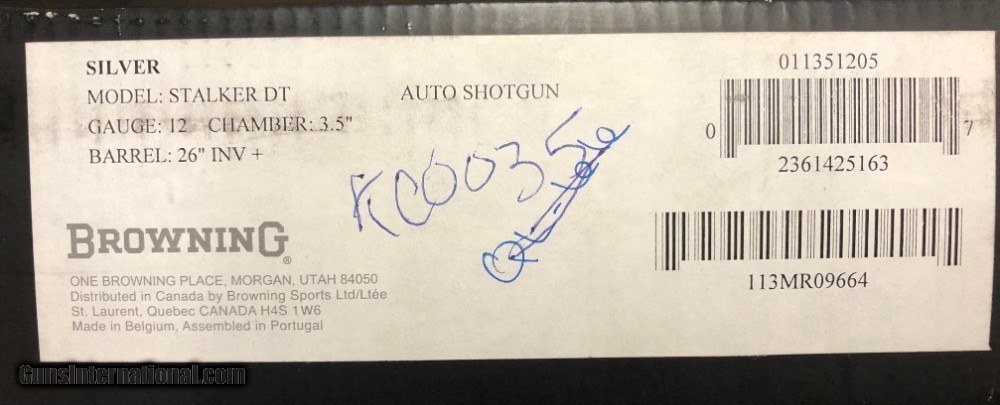 SILVER
MODEL: STALKER DT
AUTO SHOTGUN
GAUGE: 12 CHAMBER: 3.5"
BARREL: 26" INV +
011351205
0 7
2361425163
KC0035
BROWNING®
ONE BROWNING PLACE, MORGAN, UTAH 84050
Distributed in Canada by Browning Sports Ltd/Ltée
St. Laurent, Quebec CANADA H4S 1W6
Made in Belgium, Assembled in Portugal
113MR09664
GunsInternational.com